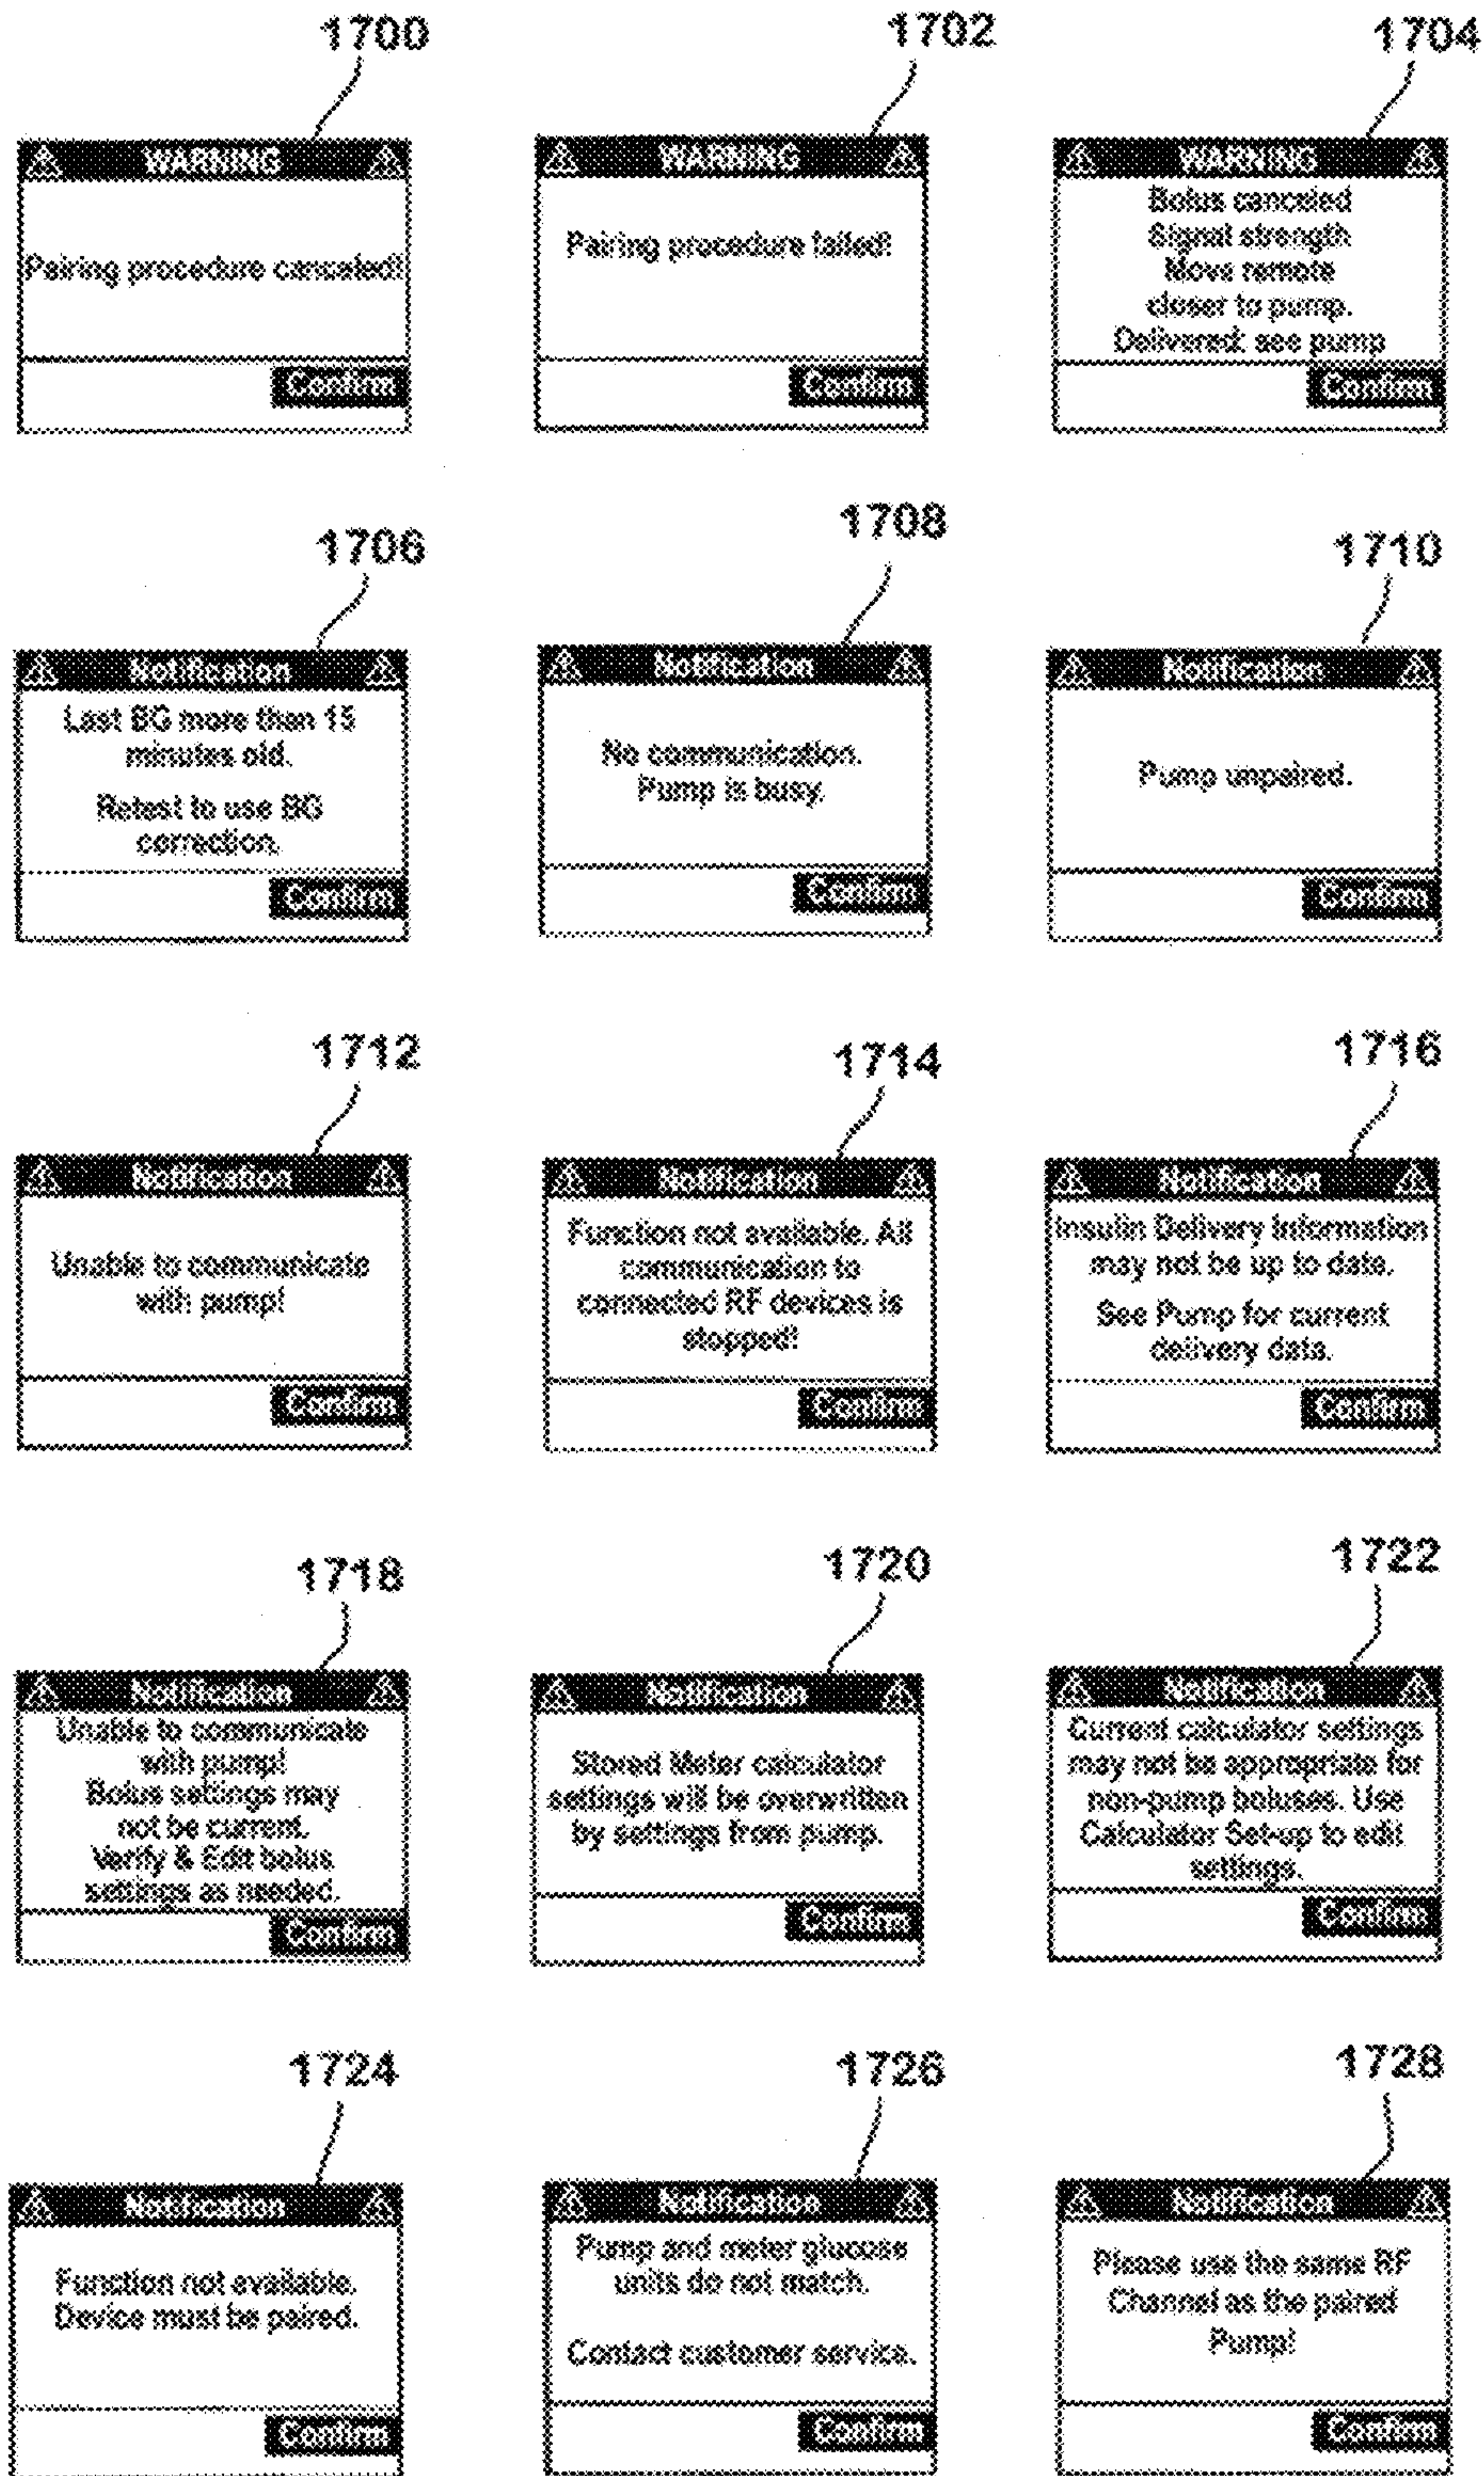 1700
WARNING
Pairing procedure canceled!
Confirm
1702
WARNING
Pairing procedure failed!
Confirm
1704
WARNING
Bolus canceled
Signal strength
Move remote
closer to pump.
Delivered: see pump
Confirm
1706
Notification
Last BG more than 15
minutes old.
Retest to use BG
correction.
Confirm
1708
Notification
No communication.
Pump is busy.
Confirm
1710
Notification
Pump unpaired.
Confirm
1712
Notification
Unable to communicate
with pump!
Confirm
1714
Notification
Function not available. All
communication to
connected RF devices is
stopped!
Confirm
1716
Notification
Insulin Delivery Information
may not be up to date.
See Pump for current
delivery data.
Confirm
1718
Notification
Unable to communicate
with pump!
Bolus settings may
not be current.
Verify & Edit bolus
settings as needed.
Confirm
1720
Notification
Stored Meter calculator
settings will be overwritten
by settings from pump.
Confirm
1722
Notification
Current calculator settings
may not be appropriate for
non-pump boluses. Use
Calculator Set-up to edit
settings.
Confirm
1724
Notification
Function not available.
Device must be paired.
Confirm
1726
Notification
Pump and meter glucose
units do not match.
Contact customer service.
Confirm
1728
Notification
Please use the same RF
Channel as the paired
Pump!
Confirm